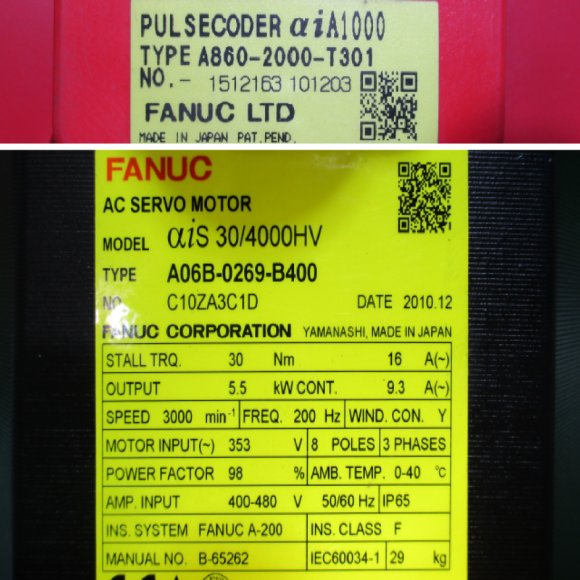 PULSECODER αiA1000
TYPE A860-2000-T301
NO.- 1512163 101203
FANUC LTD
MADE IN JAPAN PAT.PEND.
FANUC
AC SERVO MOTOR
MODEL αiS 30/4000HV
TYPE A06B-0269-B400
NO. C10ZA3C1D DATE 2010.12
FANUC CORPORATION YAMANASHI, MADE IN JAPAN
STALL TRQ. 30 Nm 16 A(~)
OUTPUT 5.5 kW CONT. 9.3 A(~)
SPEED 3000 min⁻¹ FREQ. 200 Hz WIND. CON. Y
MOTOR INPUT(~) 353 V 8 POLES 3 PHASES
POWER FACTOR 98 % AMB. TEMP. 0-40 °C
AMP. INPUT 400-480 V 50/60 Hz IP65
INS. SYSTEM FANUC A-200 INS. CLASS F
MANUAL NO. B-65262 IEC60034-1 29 kg